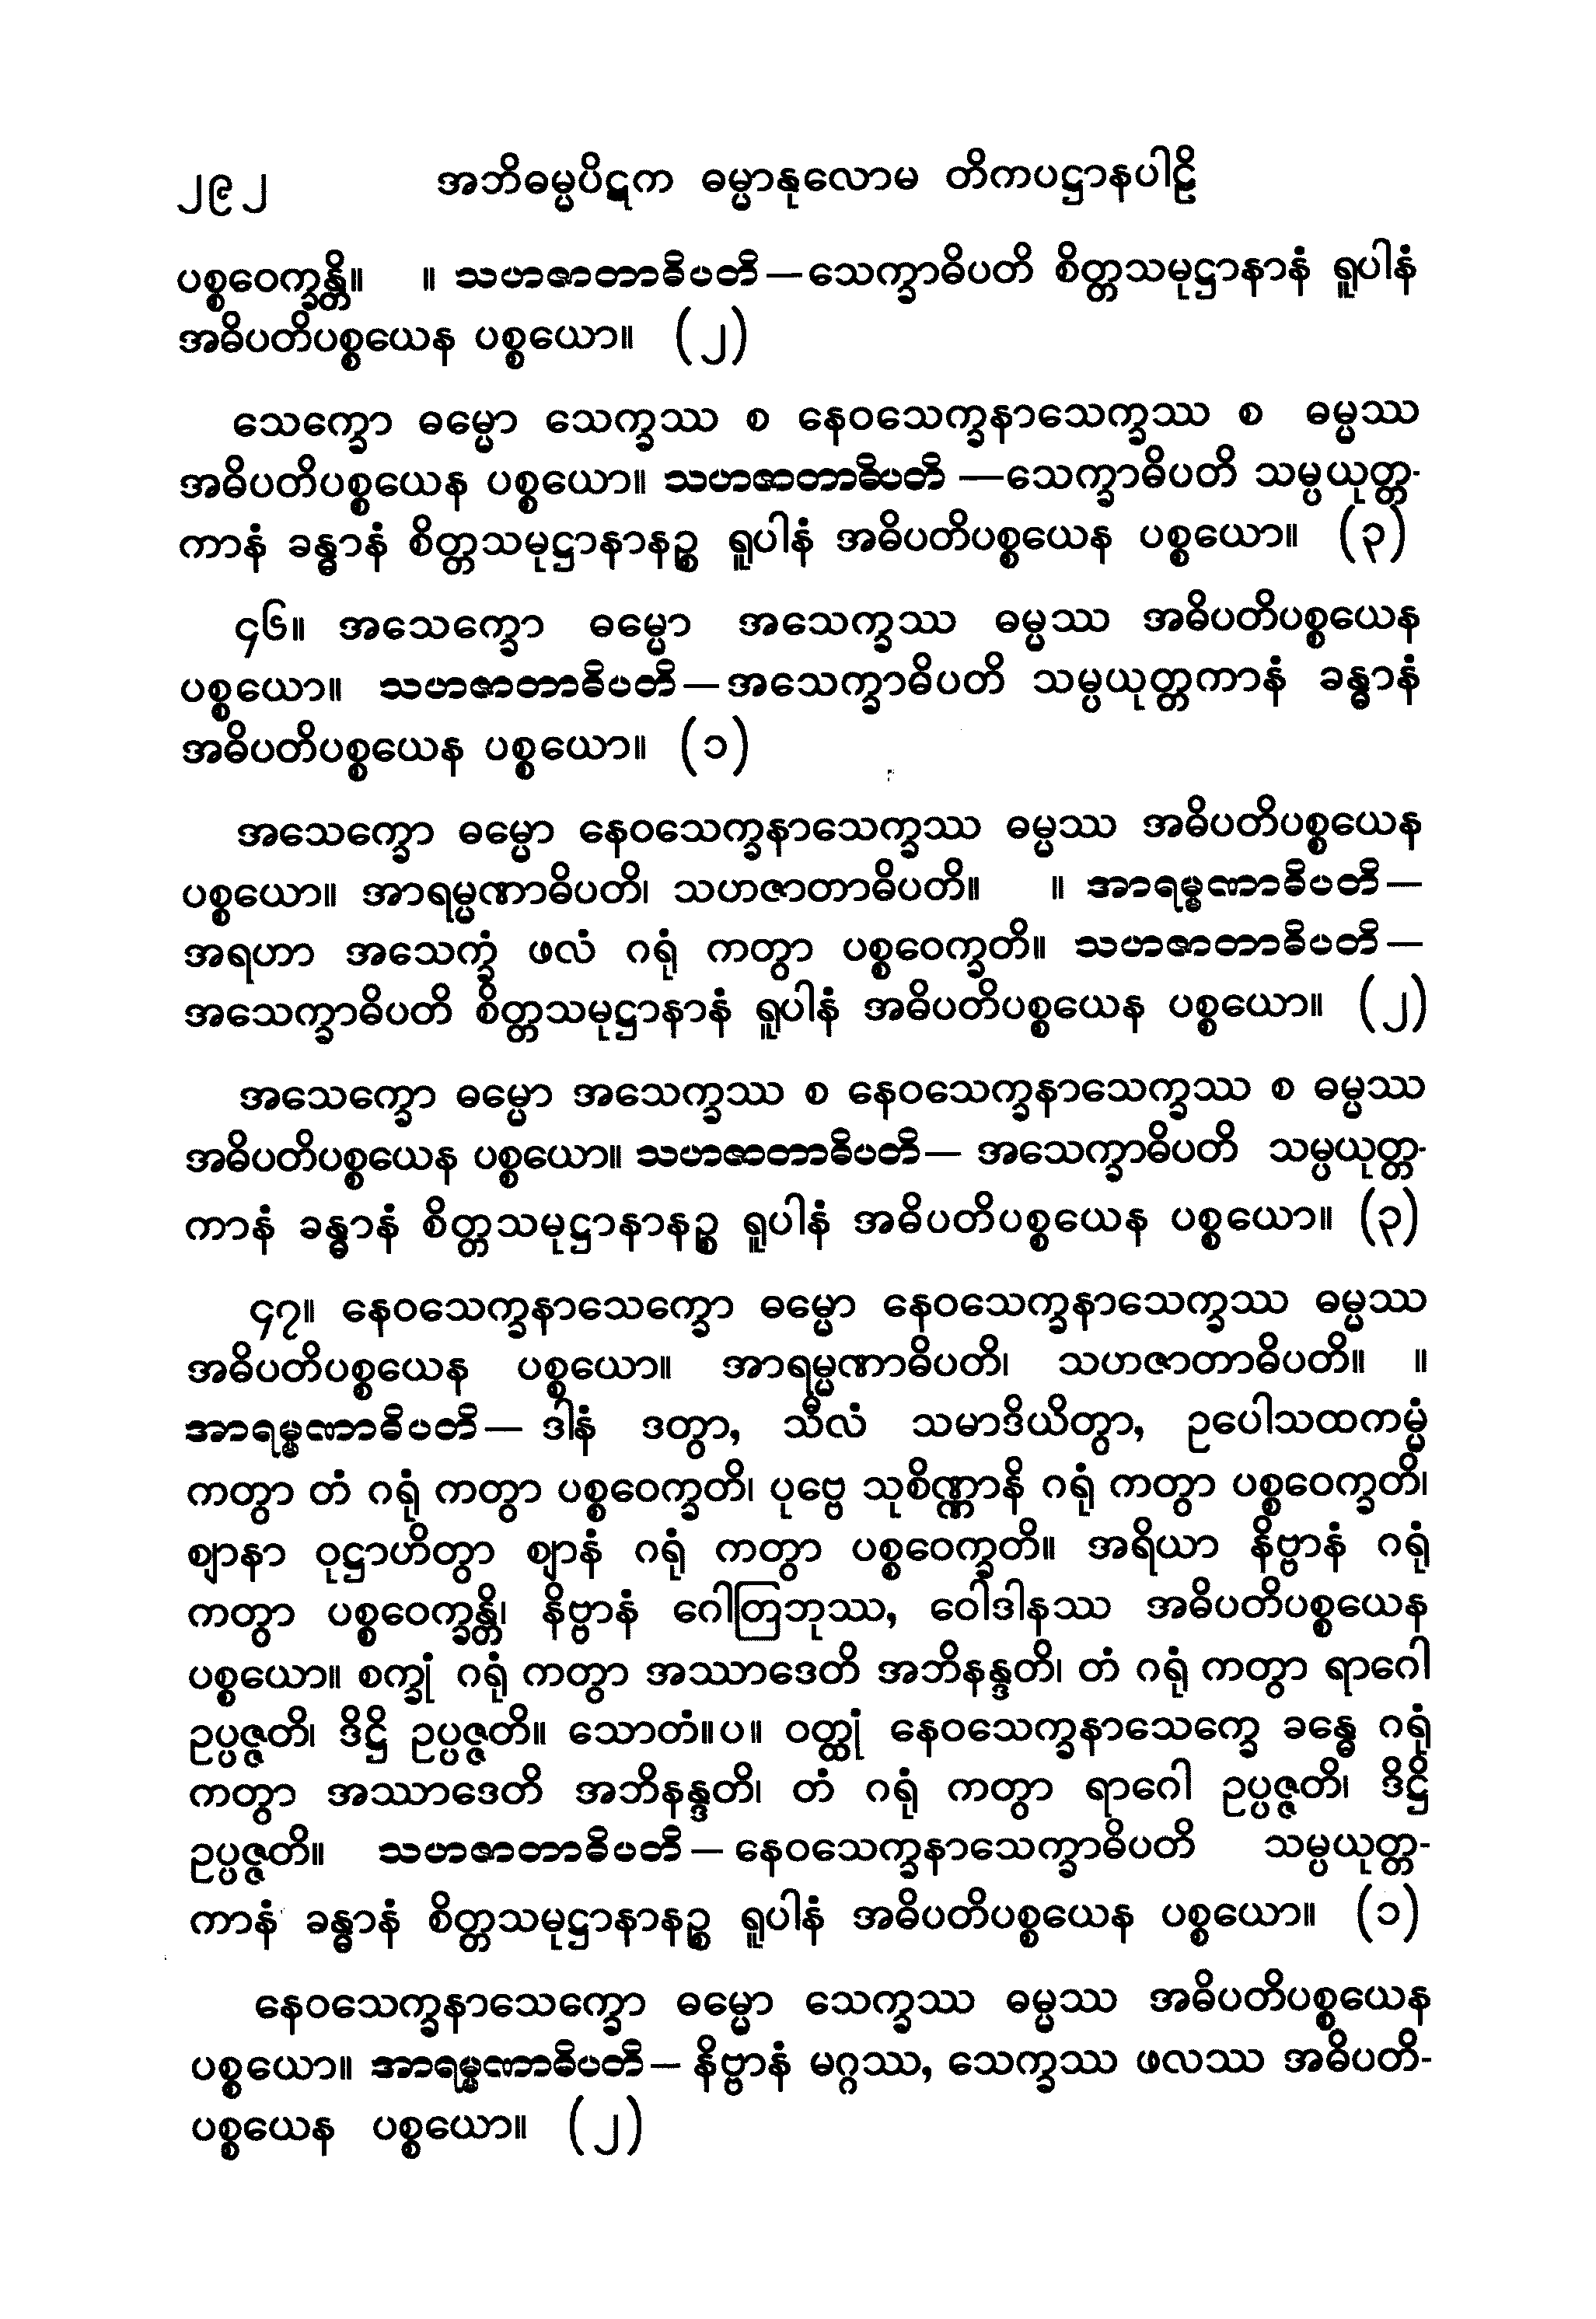 ၂၉၂ အဘိဓမ္မပိဋက ဓမ္မာနုလောမ တိကပဋ္ဌာနပါဠိ
ပစ္စဝေက္ခန္တိ။ ။ သဟဇာတာဓိပတိ—သေက္ခာဓိပတိ စိတ္တသမုဋ္ဌာနာနံ ရူပါနံ
အဓိပတိပစ္စယေန ပစ္စယော။ (၂)
သေက္ခော ဓမ္မော သေက္ခဿ စ နေဝသေက္ခနာသေက္ခဿ စ ဓမ္မဿ
အဓိပတိပစ္စယေန ပစ္စယော။ သဟဇာတာဓိပတိ —သေက္ခာဓိပတိ သမ္ပယုတ္တ-
ကာနံ ခန္ဓာနံ စိတ္တသမုဋ္ဌာနာနဉ္စ ရူပါနံ အဓိပတိပစ္စယေန ပစ္စယော။ (၃)
၄၆။ အသေက္ခော ဓမ္မော အသေက္ခဿ ဓမ္မဿ အဓိပတိပစ္စယေန
ပစ္စယော။ သဟဇာတာဓိပတိ—အသေက္ခာဓိပတိ သမ္ပယုတ္တကာနံ ခန္ဓာနံ
အဓိပတိပစ္စယေန ပစ္စယော။ (၁)
အသေက္ခော ဓမ္မော နေဝသေက္ခနာသေက္ခဿ ဓမ္မဿ အဓိပတိပစ္စယေန
ပစ္စယော။ အာရမ္မဏာဓိပတိ၊ သဟဇာတာဓိပတိ။ ။ အာရမ္မဏာဓိပတိ—
အရဟာ အသေက္ခံ ဖလံ ဂရုံ ကတွာ ပစ္စဝေက္ခတိ။ သဟဇာတာဓိပတိ—
အသေက္ခာဓိပတိ စိတ္တသမုဋ္ဌာနာနံ ရူပါနံ အဓိပတိပစ္စယေန ပစ္စယော။ (၂)
အသေက္ခော ဓမ္မော အသေက္ခဿ စ နေဝသေက္ခနာသေက္ခဿ စ ဓမ္မဿ
အဓိပတိပစ္စယေန ပစ္စယော။ သဟဇာတာဓိပတိ— အသေက္ခာဓိပတိ သမ္ပယုတ္တ-
ကာနံ ခန္ဓာနံ စိတ္တသမုဋ္ဌာနာနဉ္စ ရူပါနံ အဓိပတိပစ္စယေန ပစ္စယော။ (၃)
၄၇။ နေဝသေက္ခနာသေက္ခော ဓမ္မော နေဝသေက္ခနာသေက္ခဿ ဓမ္မဿ
အဓိပတိပစ္စယေန ပစ္စယော။ အာရမ္မဏာဓိပတိ၊ သဟဇာတာဓိပတိ။ ။
အာရမ္မဏာဓိပတိ— ဒါနံ ဒတွာ, သီလံ သမာဒိယိတွာ, ဥပေါသထကမ္မံ
ကတွာ တံ ဂရုံ ကတွာ ပစ္စဝေက္ခတိ၊ ပုဗ္ဗေ သုစိဏ္ဏာနိ ဂရုံ ကတွာ ပစ္စဝေက္ခတိ၊
ဈာနာ ဝုဋ္ဌာဟိတွာ ဈာနံ ဂရုံ ကတွာ ပစ္စဝေက္ခတိ။ အရိယာ နိဗ္ဗာနံ ဂရုံ
ကတွာ ပစ္စဝေက္ခန္တိ၊ နိဗ္ဗာနံ ဂေါတြဘုဿ, ဝေါဒါနဿ အဓိပတိပစ္စယေန
ပစ္စယော။ စက္ခုံ ဂရုံ ကတွာ အဿာဒေတိ အဘိနန္ဒတိ၊ တံ ဂရုံ ကတွာ ရာဂေါ
ဥပ္ပဇ္ဇတိ၊ ဒိဋ္ဌိ ဥပ္ပဇ္ဇတိ။ သောတံ။ပ။ ဝတ္ထုံ နေဝသေက္ခနာသေက္ခေ ခန္ဓေ ဂရုံ
ကတွာ အဿာဒေတိ အဘိနန္ဒတိ၊ တံ ဂရုံ ကတွာ ရာဂေါ ဥပ္ပဇ္ဇတိ၊ ဒိဋ္ဌိ
ဥပ္ပဇ္ဇတိ။ သဟဇာတာဓိပတိ—နေဝသေက္ခနာသေက္ခာဓိပတိ သမ္ပယုတ္တ-
ကာနံ ခန္ဓာနံ စိတ္တသမုဋ္ဌာနာနဉ္စ ရူပါနံ အဓိပတိပစ္စယေန ပစ္စယော။ (၁)
နေဝသေက္ခနာသေက္ခော ဓမ္မော သေက္ခဿ ဓမ္မဿ အဓိပတိပစ္စယေန
ပစ္စယော။ အာရမ္မဏာဓိပတိ— နိဗ္ဗာနံ မဂ္ဂဿ, သေက္ခဿ ဖလဿ အဓိပတိ-
ပစ္စယေန ပစ္စယော။ (၂)